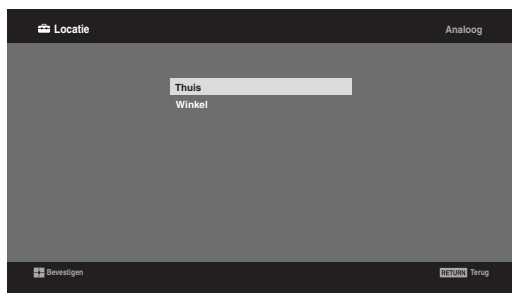 Locatie
Analoog
Thuis
Winkel
Bevestigen
RETURN Terug